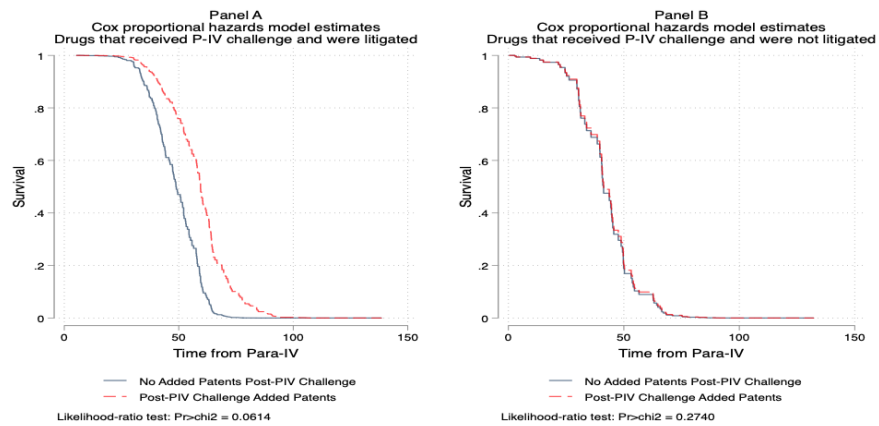 Panel A
Cox proportional hazards model estimates
Drugs that received P-IV challenge and were litigated
1
.8
.6
.4
.2
0
Survival
0 50 100 150
Time from Para-IV
No Added Patents Post-PIV Challenge
Post-PIV Challenge Added Patents
Likelihood-ratio test: Pr>chi2 = 0.0614
Panel B
Cox proportional hazards model estimates
Drugs that received P-IV challenge and were not litigated
1
.8
.6
.4
.2
0
Survival
0 50 100 150
Time from Para-IV
No Added Patents Post-PIV Challenge
Post-PIV Challenge Added Patents
Likelihood-ratio test: Pr>chi2 = 0.2740